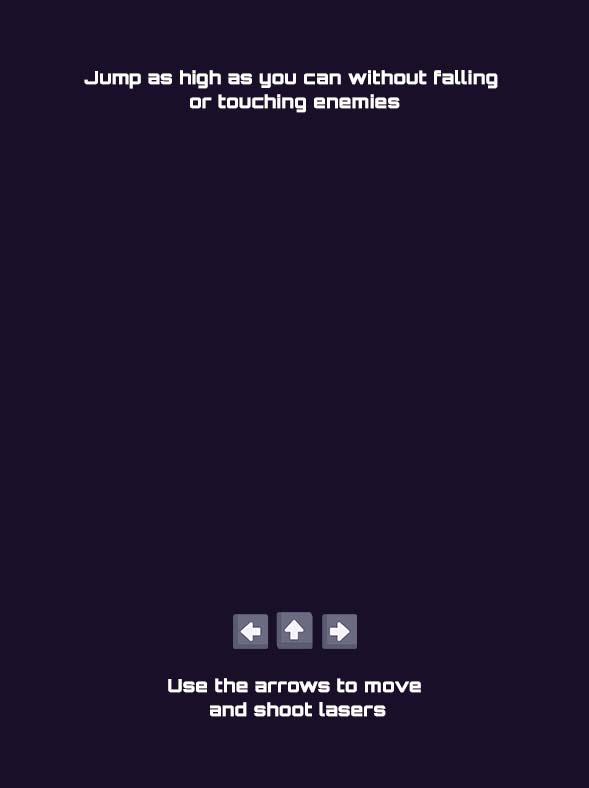 Jump as high as you can without falling
or touching enemies
Use the arrows to move
and shoot lasers